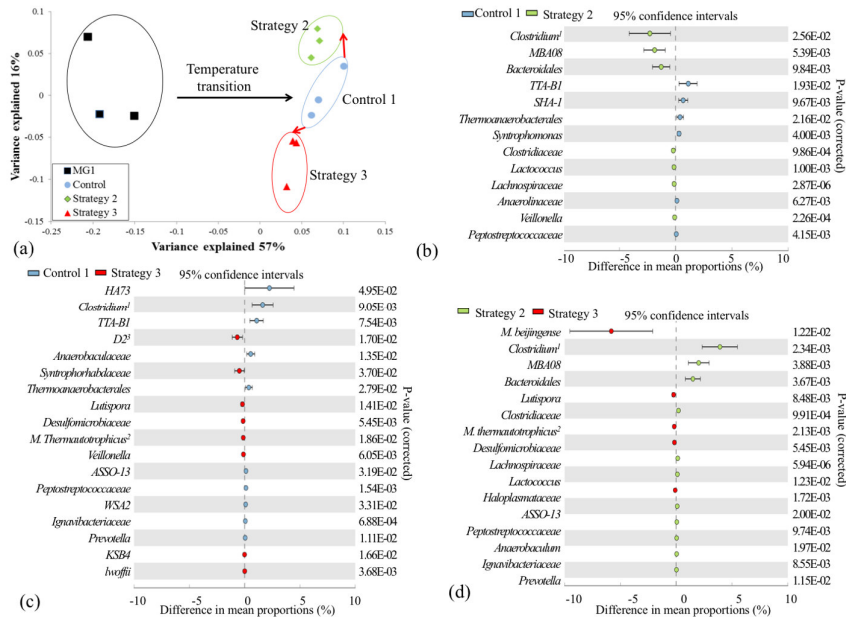 0.1
0.05
0
-0.05
-0.1
0.15
-0.25 -0.2 -0.15 -0.1 -0.05 0 0.05 0.1 0.15
Variance explained 16%
Variance explained 57%
Strategy 2
Temperature
transition
Control 1
Strategy 3
MG1
Control
Strategy 2
Strategy 3
(a)
Control 1 Strategy 2
95% confidence intervals
Clostridium¹ 2.56E-02
MBA08 5.39E-03
Bacteroidales 9.84E-03
TTA-B1 1.93E-02
SHA-1 9.67E-03
Thermoanaerobacterales 2.16E-02
Syntrophomonas 4.00E-03
Clostridiaceae 9.86E-04
Lactococcus 1.00E-03
Lachnospiraceae 2.87E-06
Anaerolinaceae 6.27E-03
Veillonella 2.26E-04
Peptostreptococcaceae 4.15E-03
P-value (corrected)
-10 -5 0 5 10
Difference in mean proportions (%)
(b)
Control 1 Strategy 3
95% confidence intervals
HA73 4.95E-02
Clostridium¹ 9.05E-03
TTA-B1 7.54E-03
D2³ 1.70E-02
Anaerobaculaceae 1.35E-02
Syntrophorhabdaceae 3.70E-02
Thermoanaerobacterales 2.79E-02
Lutispora 1.41E-02
Desulfomicrobiaceae 5.45E-03
M. Thermautotrophicus² 1.86E-02
Veillonella 6.05E-03
ASSO-13 3.19E-02
Peptostreptococcaceae 1.54E-03
WSA2 3.31E-02
Ignavibacteriaceae 6.88E-04
Prevotella 1.11E-02
KSB4 1.66E-02
lwoffii 3.68E-03
P-value (corrected)
-10 -5 0 5 10
Difference in mean proportions (%)
(c)
Strategy 2 Strategy 3
95% confidence intervals
M. beijingense 1.22E-02
Clostridium¹ 2.34E-03
MBA08 3.88E-03
Bacteroidales 3.67E-03
Lutispora 8.48E-03
Clostridiaceae 9.91E-04
M. thermautotrophicus² 2.13E-03
Desulfomicrobiaceae 5.45E-03
Lachnospiraceae 5.94E-06
Lactococcus 1.23E-02
Haloplasmataceae 1.72E-03
ASSO-13 2.00E-02
Peptostreptococcaceae 9.74E-03
Anaerobaculum 1.97E-02
Ignavibacteriaceae 8.55E-03
Prevotella 1.15E-02
P-value (corrected)
-10 -5 0 5 10
Difference in mean proportions (%)
(d)